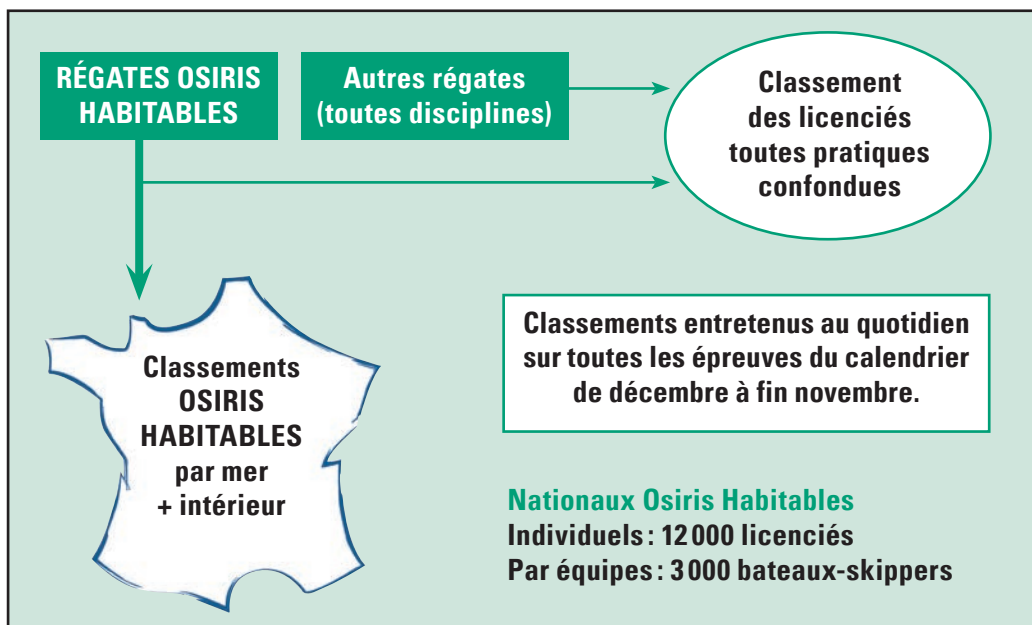 RÉGATES OSIRIS
HABITABLES
Autres régates
(toutes disciplines)
Classement
des licenciés
toutes pratiques
confondues
Classements
OSIRIS
HABITABLES
par mer
+ intérieur
Classements entretenus au quotidien
sur toutes les épreuves du calendrier
de décembre à fin novembre.
Nationaux Osiris Habitables
Individuels : 12 000 licenciés
Par équipes : 3 000 bateaux-skippers